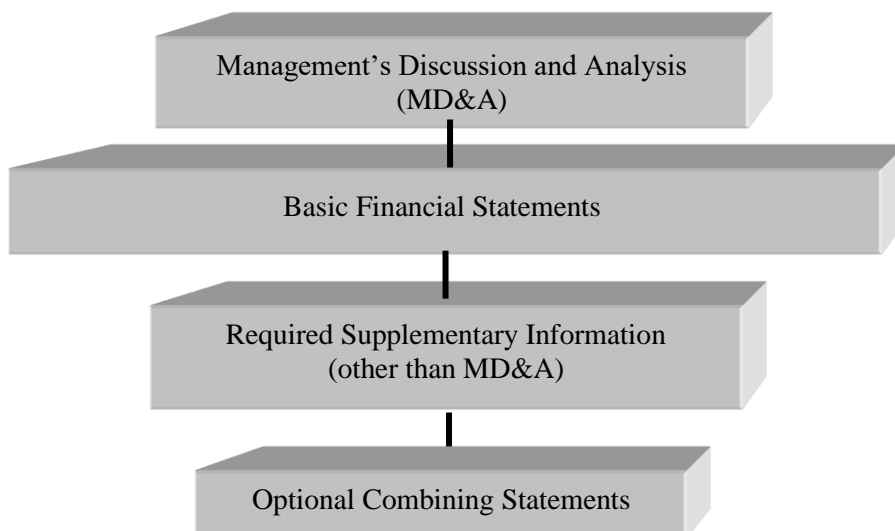 Management’s Discussion and Analysis
(MD&A)
Basic Financial Statements
Required Supplementary Information
(other than MD&A)
Optional Combining Statements